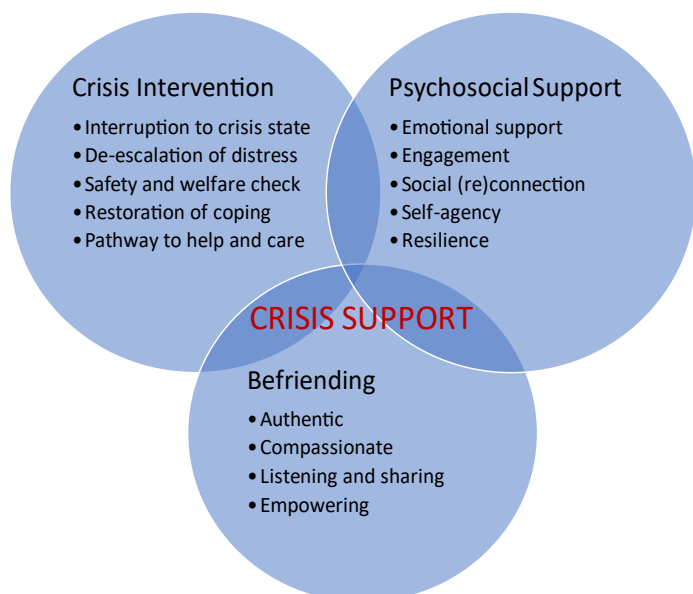 Crisis Intervention
•Interruption to crisis state
•De-escalation of distress
•Safety and welfare check
•Restoration of coping
•Pathway to help and care
Psychosocial Support
•Emotional support
•Engagement
•Social (re)connection
•Self-agency
•Resilience
CRISIS SUPPORT
Befriending
•Authentic
•Compassionate
•Listening and sharing
•Empowering